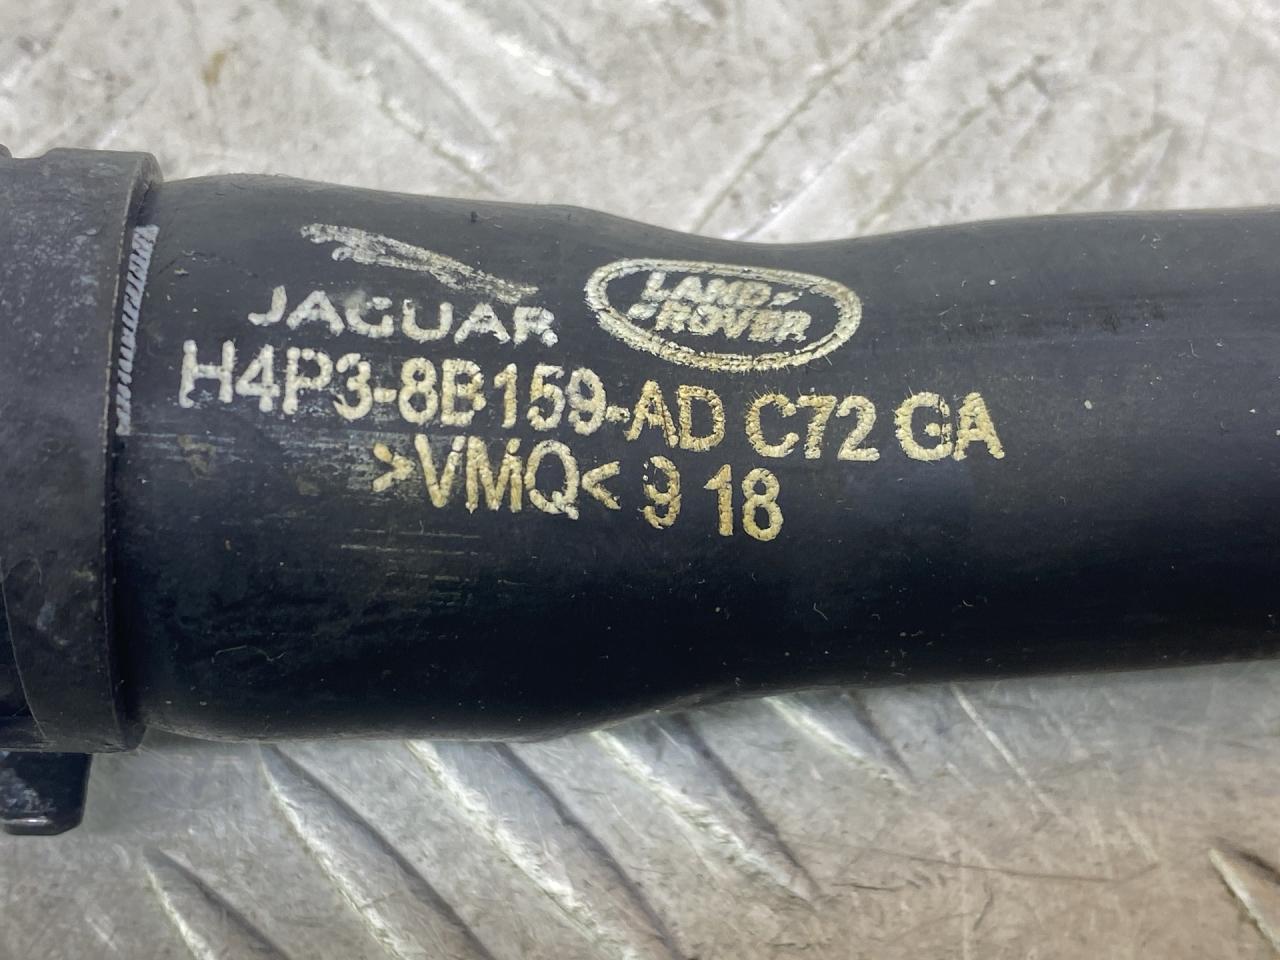 JAGUAR
LAND-
ROVER
H4P3-8B159-AD C72 GA
>VMQ< 9 18